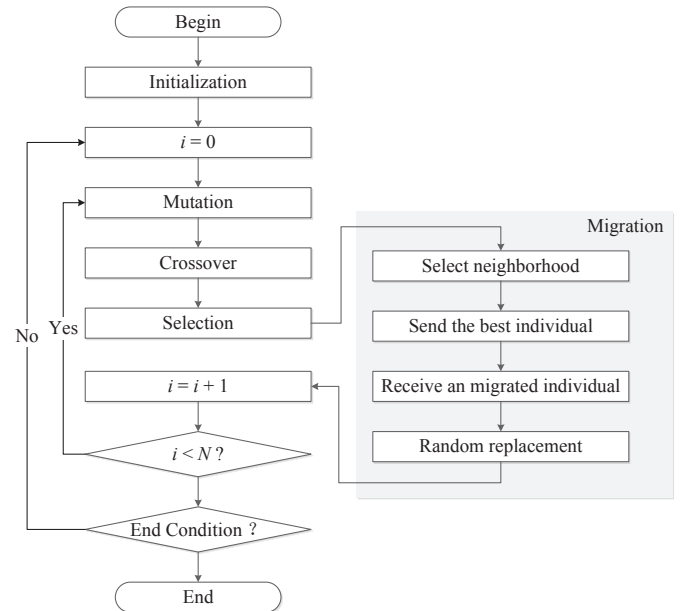 Begin
Initialization
i = 0
Mutation
Crossover
Selection
Migration
Select neighborhood
Send the best individual
Receive an migrated individual
Random replacement
i = i + 1
i < N ?
Yes
No
End Condition ?
End